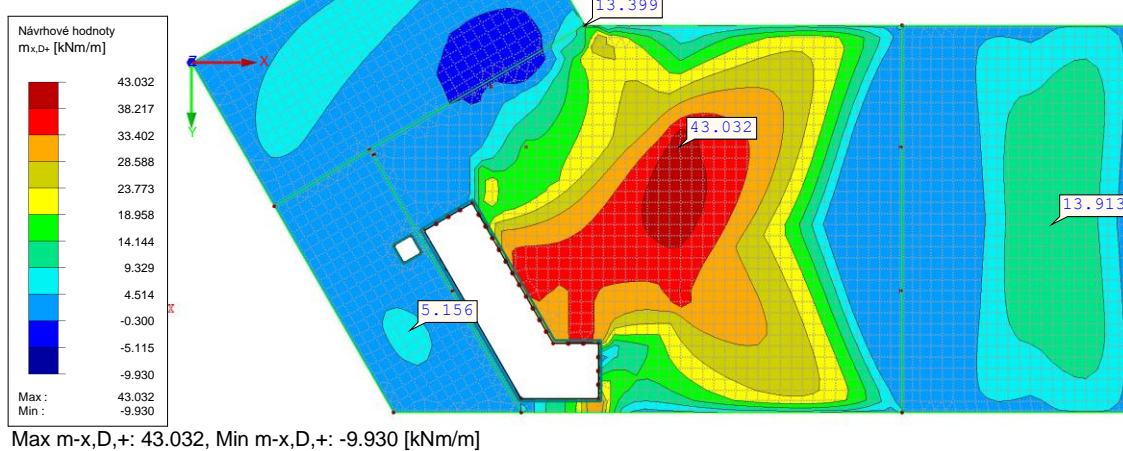 Návrhové hodnoty
mx,D+ [kNm/m]
43.032
38.217
33.402
28.588
23.773
18.958
14.144
9.329
4.514
-0.300
-5.115
-9.930
Max : 43.032
Min : -9.930
13.399
Z
X
Y
43.032
13.913
X
5.156
Max m-x,D,+: 43.032, Min m-x,D,+: -9.930 [kNm/m]